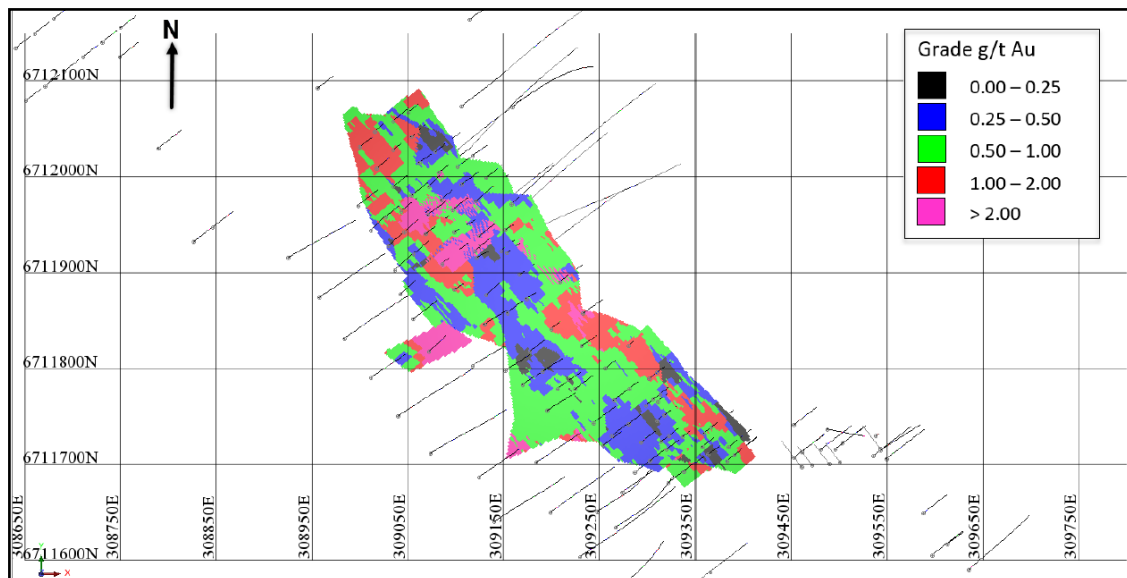 N
Grade g/t Au
0.00 – 0.25
0.25 – 0.50
0.50 – 1.00
1.00 – 2.00
> 2.00
6712100N
6712000N
6711900N
6711800N
6711700N
6711600N
308650E
308750E
308850E
308950E
309050E
309150E
309250E
309350E
309450E
309550E
309650E
309750E
Y
X